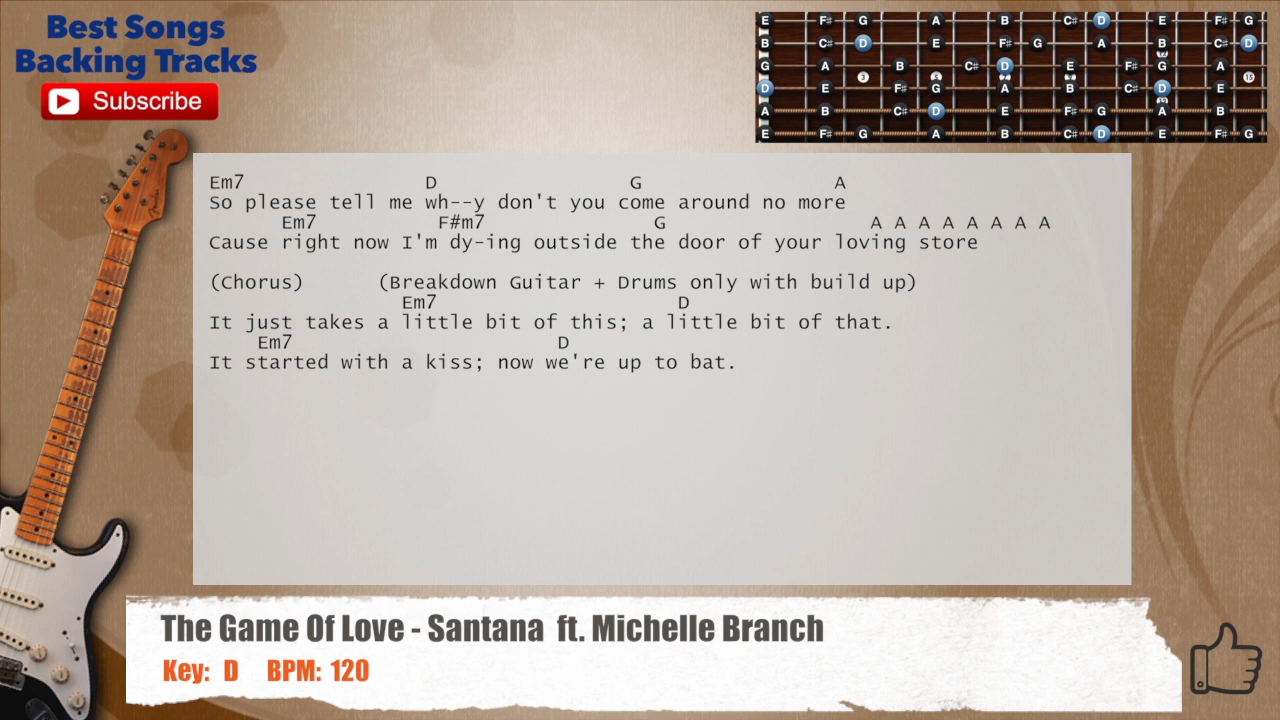 Best Songs
Backing Tracks
Subscribe
E F# G A B C# D E F# G
B C# D E F# G A B C# D
G A B C# D E F# G A
D E F# G A B C# D E
A B C# D E F# G A B
E F# G A B C# D E F# G
3 5 15
Em7 D G A
So please tell me wh--y don't you come around no more
Em7 F#m7 G A A A A A A A A
Cause right now I'm dy-ing outside the door of your loving store
(Chorus) (Breakdown Guitar + Drums only with build up)
Em7 D
It just takes a little bit of this; a little bit of that.
Em7 D
It started with a kiss; now we're up to bat.
The Game Of Love - Santana ft. Michelle Branch
Key: D BPM: 120